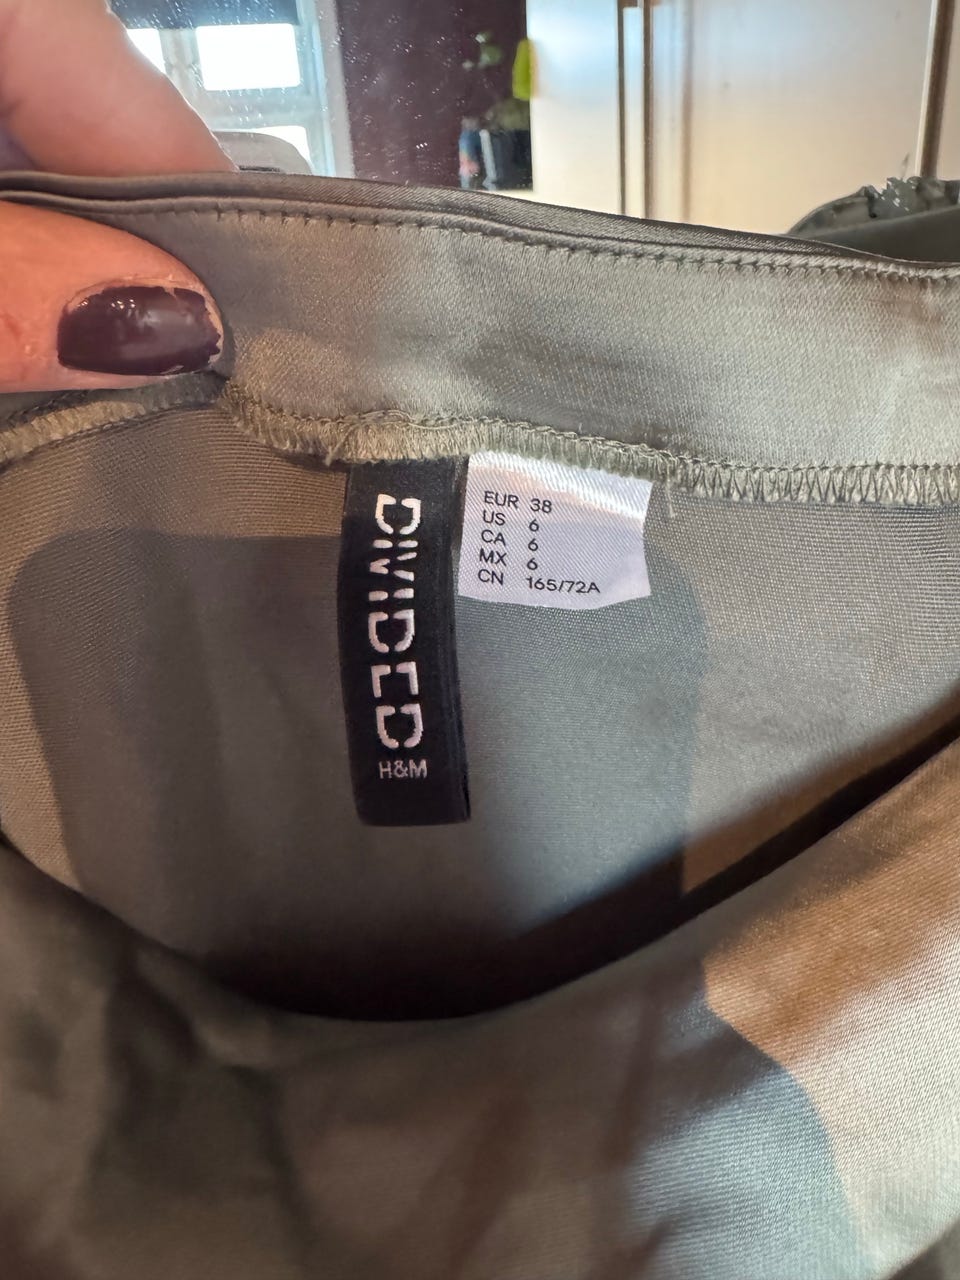 DIVIDED
H&M
EUR 38
US 6
CA 6
MX 6
CN 165/72A